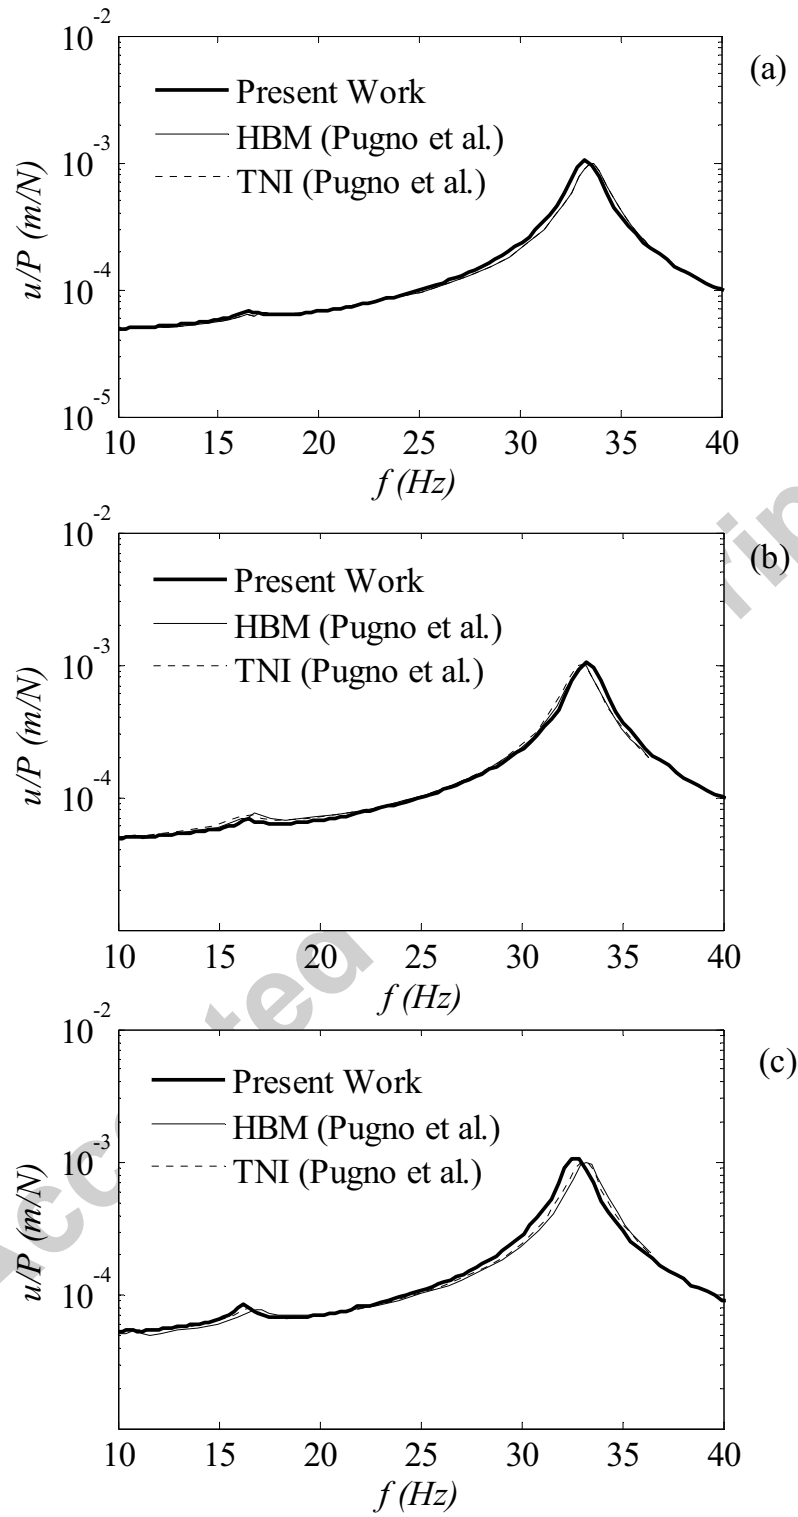 10^-2
(a)
Present Work
HBM (Pugno et al.)
TNI (Pugno et al.)
10^-3
10^-4
10^-5
u/P (m/N)
10 15 20 25 30 35 40
f (Hz)
10^-2
(b)
Present Work
HBM (Pugno et al.)
TNI (Pugno et al.)
10^-3
10^-4
u/P (m/N)
10 15 20 25 30 35 40
f (Hz)
10^-2
(c)
Present Work
HBM (Pugno et al.)
TNI (Pugno et al.)
10^-3
10^-4
u/P (m/N)
10 15 20 25 30 35 40
f (Hz)